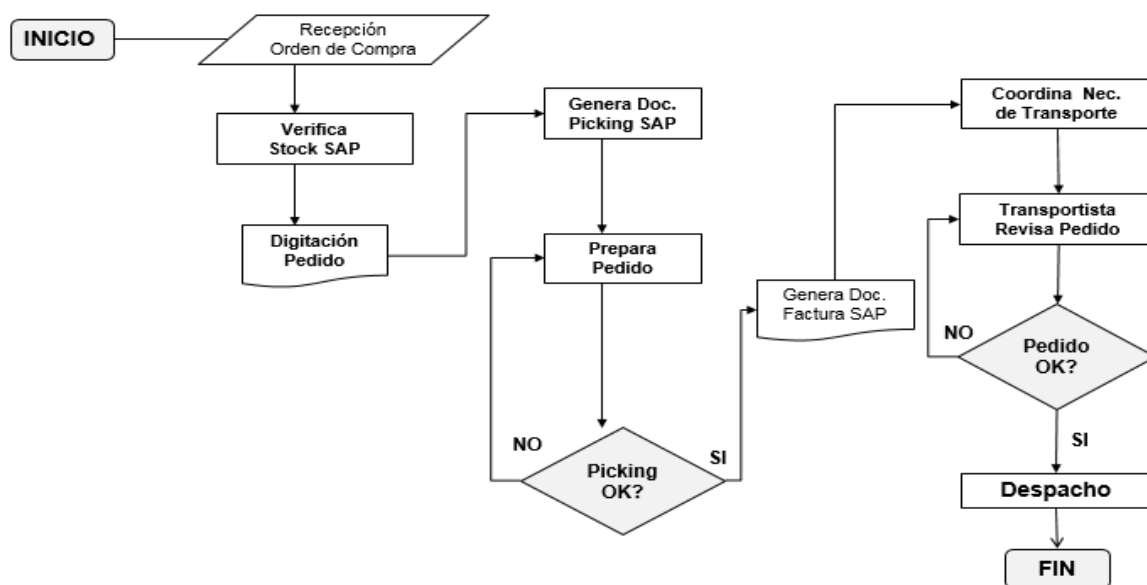 INICIO
Recepción
Orden de Compra
Verifica
Stock SAP
Digitación
Pedido
Genera Doc.
Picking SAP
Prepara
Pedido
NO
Picking
OK?
SI
Genera Doc.
Factura SAP
Coordina Nec.
de Transporte
Transportista
Revisa Pedido
NO
Pedido
OK?
SI
Despacho
FIN